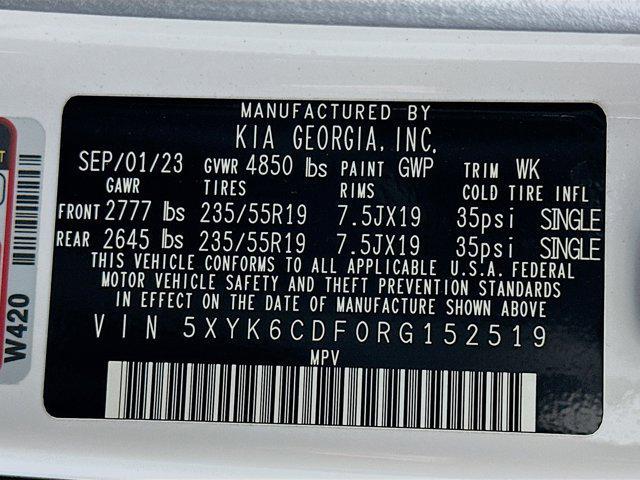 MANUFACTURED BY
KIA GEORGIA, INC.
SEP/01/23 GVWR 4850 lbs PAINT GWP TRIM WK
GAWR TIRES RIMS COLD TIRE INFL
FRONT 2777 lbs 235/55R19 7.5JX19 35psi SINGLE
REAR 2645 lbs 235/55R19 7.5JX19 35psi SINGLE
THIS VEHICLE CONFORMS TO ALL APPLICABLE U.S.A. FEDERAL
MOTOR VEHICLE SAFETY AND THEFT PREVENTION STANDARDS
IN EFFECT ON THE DATE OF MANUFACTURE SHOWN ABOVE
VIN 5XYK6CDF0RG152519
MPV
W420